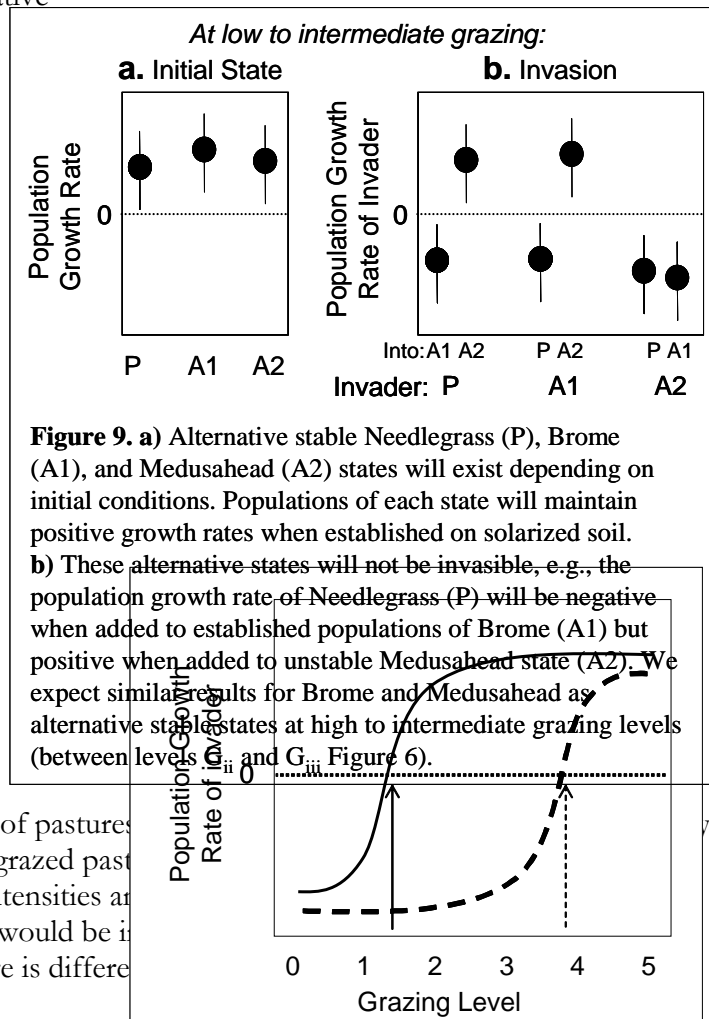 ative
At low to intermediate grazing:
a. Initial State
b. Invasion
Population
Growth Rate
0
P A1 A2
Population Growth
Rate of Invader
0
Into: A1 A2 P A2 P A1
Invader: P A1 A2
Figure 9. a) Alternative stable Needlegrass (P), Brome
(A1), and Medusahead (A2) states will exist depending on
initial conditions. Populations of each state will maintain
positive growth rates when established on solarized soil.
b) These alternative states will not be invasible, e.g., the
population growth rate of Needlegrass (P) will be negative
when added to established populations of Brome (A1) but
positive when added to unstable Medusahead state (A2). We
expect similar results for Brome and Medusahead as
alternative stable states at high to intermediate grazing levels
(between levels Gii and Giii Figure 6).
Population Growth
Rate of invader
0
0 1 2 3 4 5
Grazing Level
of pastures
grazed past
tensities ar
would be i
re is differe